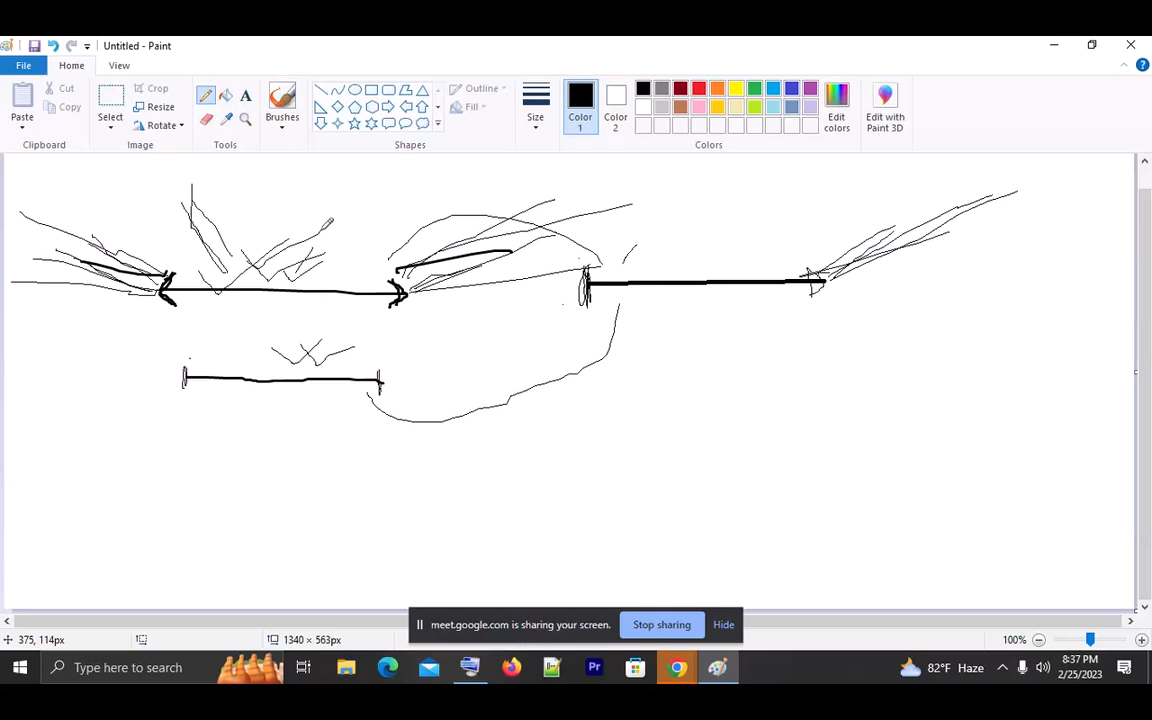 Untitled - Paint
File Home View
Cut
Copy
Paste
Clipboard
Select
Crop
Resize
Rotate
Image
A
Tools
Brushes
Outline
Fill
Shapes
Size
Color 1
Color 2
Edit colors
Colors
Edit with Paint 3D
meet.google.com is sharing your screen. Stop sharing Hide
375, 114px
1340 × 563px
100%
Type here to search
Pr
82°F Haze
8:37 PM
2/25/2023